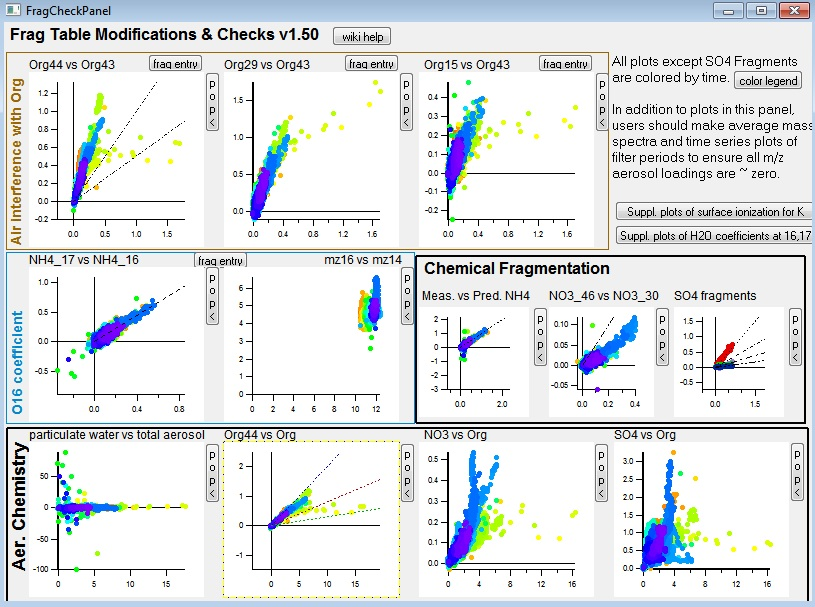 FragCheckPanel
Frag Table Modifications & Checks v1.50
wiki help
Air interference with Org
Org44 vs Org43
frag entry
1.2
1.0
0.8
0.6
0.4
0.2
0.0
-0.2
0.0 0.5 1.0 1.5
pop<
Org29 vs Org43
frag entry
1.5
1.0
0.5
0.0
0.0 0.4 0.8 1.2 1.6
pop<
Org15 vs Org43
frag entry
0.4
0.3
0.2
0.1
0.0
-0.1
-0.2
0.0 0.4 0.8 1.2 1.6
pop<
All plots except SO4 Fragments
are colored by time.
color legend
In addition to plots in this panel,
users should make average mass
spectra and time series plots of
filter periods to ensure all m/z
aerosol loadings are ~ zero.
Suppl. plots of surface ionization for K
Suppl. plots of H2O coefficients at 16,17
O16 coefficient
NH4_17 vs NH4_16
frag entry
1.0
0.5
0.0
-0.5
0.0 0.4 0.8
pop<
mz16 vs mz14
6
5
4
3
2
1
0
0 2 4 6 8 10 12
pop<
Chemical Fragmentation
Meas. vs Pred. NH4
2
1
0
-1
-2
-3
0.0 2.0
pop<
NO3_46 vs NO3_30
0.10
0.05
0.00
-0.05
0.0 0.2 0.4
pop<
SO4 fragments
1.5
1.0
0.5
0.0
-0.5
0.0 1.5
pop<
Aer. Chemistry
particulate water vs total aerosol
50
0
-50
-100
0 5 10 15
pop<
Org44 vs Org
2
1
0
-1
0 5 10 15
pop<
NO3 vs Org
0.5
0.4
0.3
0.2
0.1
0.0
0 4 8 12 16
pop<
SO4 vs Org
3.0
2.5
2.0
1.5
1.0
0.5
0.0
0 4 8 12 16
pop<